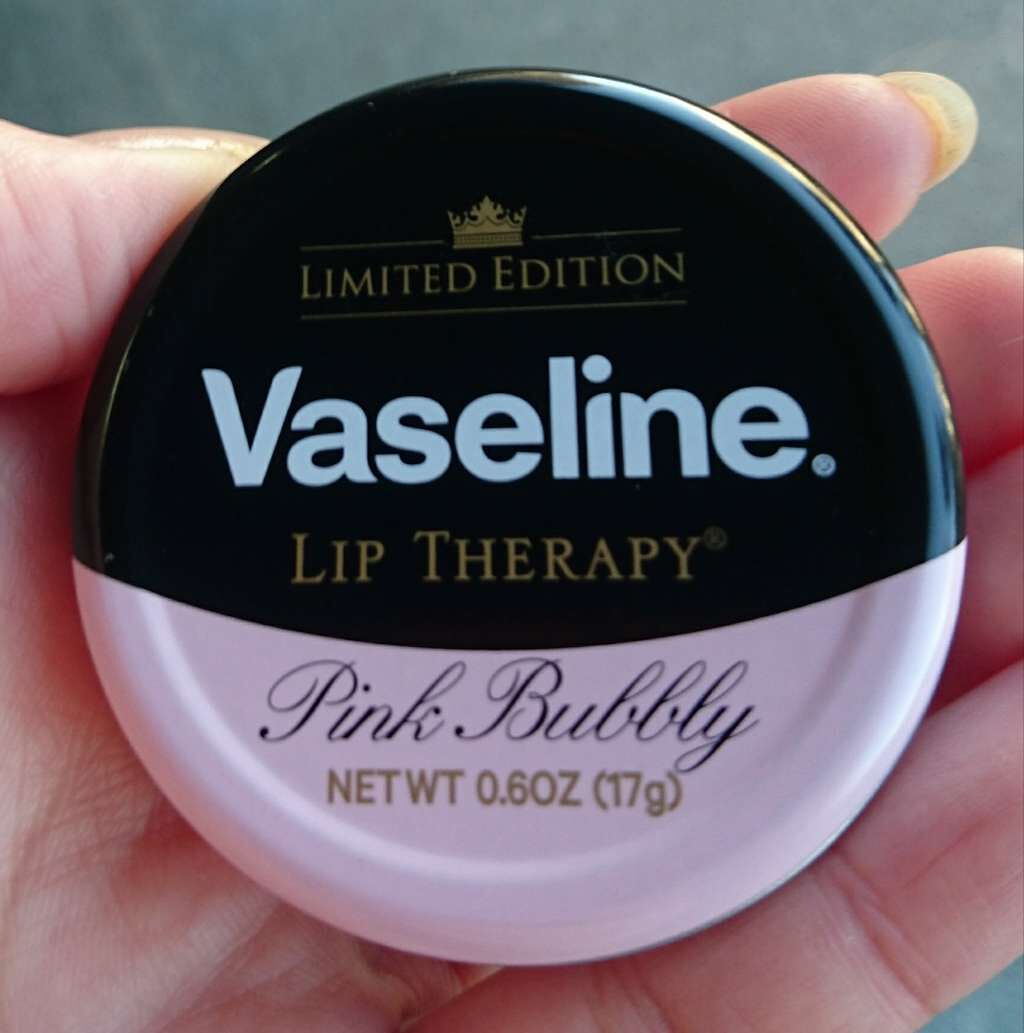 LIMITED EDITION
Vaseline®
LIP THERAPY®
Pink Bubbly
NET WT 0.6OZ (17g)